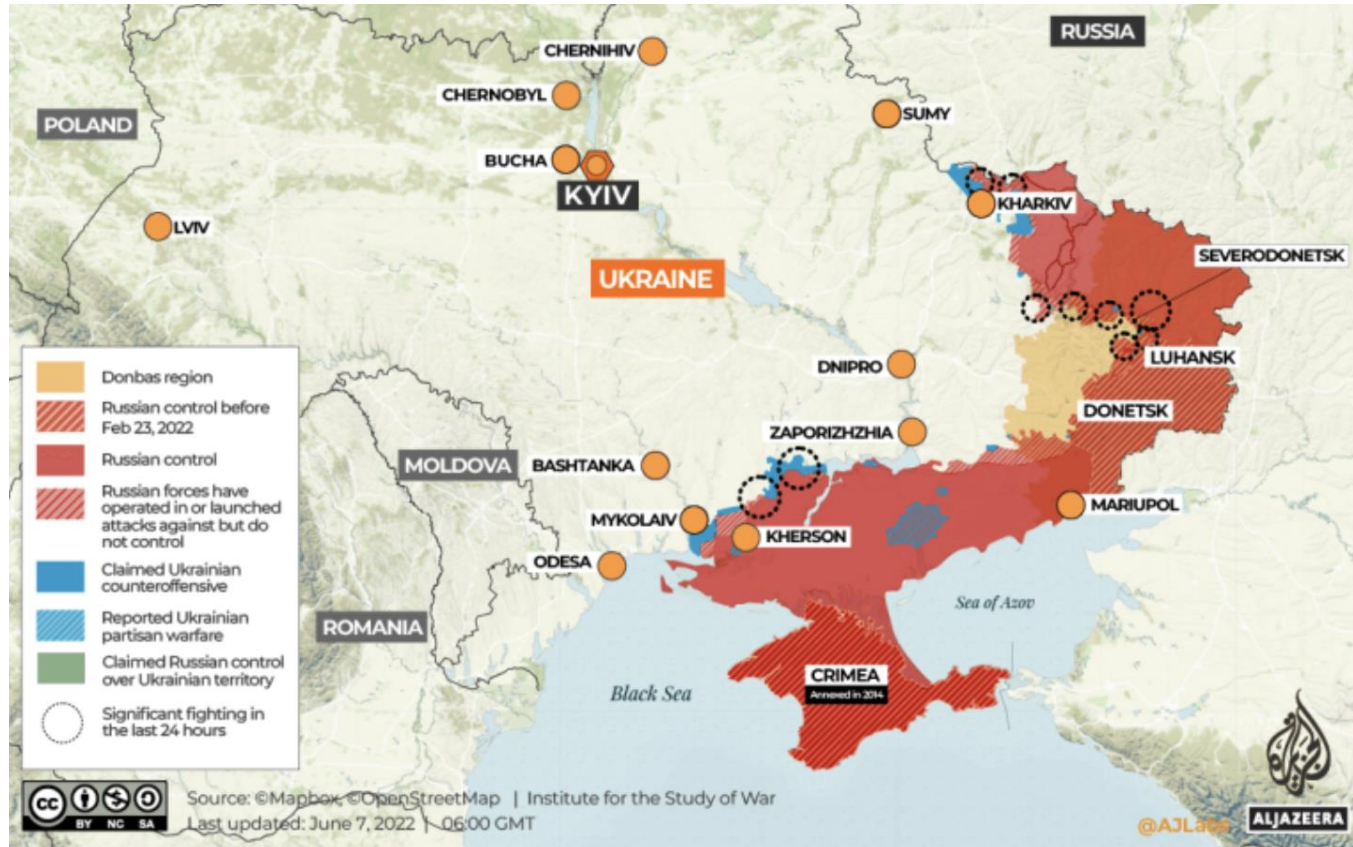 RUSSIA
CHERNIHIV
CHERNOBYL
POLAND
SUMY
BUCHA
KYIV
KHARKIV
LVIV
SEVERODONETSK
UKRAINE
LUHANSK
DNIPRO
DONETSK
ZAPORIZHZHIA
MOLDOVA
BASHTANKA
MARIUPOL
MYKOLAIV
KHERSON
ODESA
Sea of Azov
ROMANIA
CRIMEA
Annexed in 2014
Black Sea
Donbas region
Russian control before
Feb 23, 2022
Russian control
Russian forces have
operated in or launched
attacks against but do
not control
Claimed Ukrainian
counteroffensive
Reported Ukrainian
partisan warfare
Claimed Russian control
over Ukrainian territory
Significant fighting in
the last 24 hours
cc
BY NC SA
Source: ©Mapbox, ©OpenStreetMap | Institute for the Study of War
Last updated: June 7, 2022 | 06:00 GMT
@AJLabs
ALJAZEERA